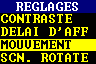 REGLAGES
CONTRASTE
DELAI D'AFF
MOUVEMENT
SCN. ROTATE